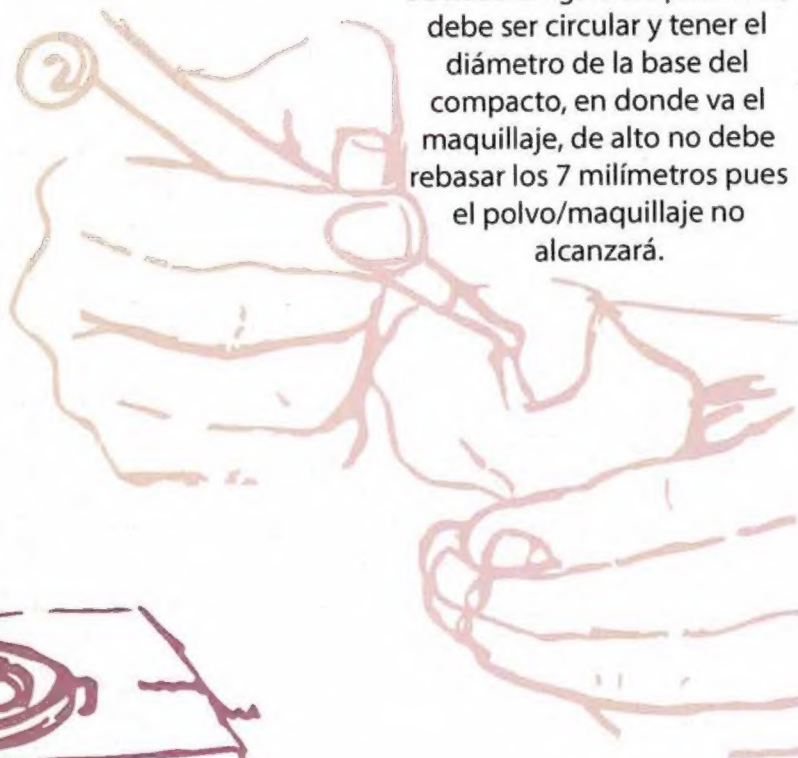 debe ser circular y tener el
diámetro de la base del
compacto, en donde va el
maquillaje, de alto no debe
rebasar los 7 milímetros pues
el polvo/maquillaje no
alcanzará.
2